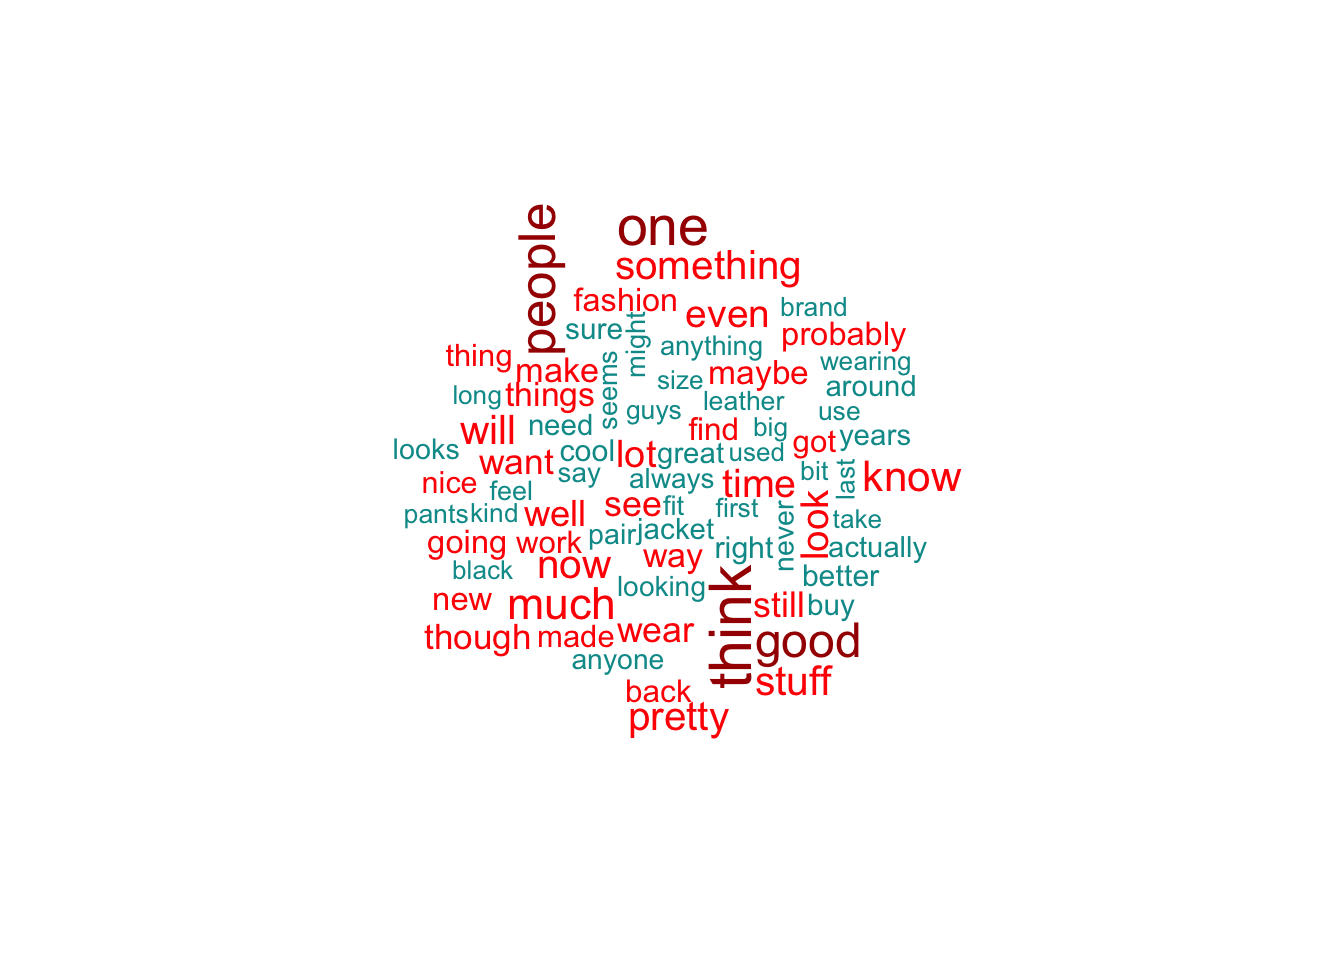 people
one
something
fashion even brand
sure might probably
thing anything wearing
make seems size maybe around
long things guys leather use
will need find big got years
looks want cool lot great used
nice say always time bit last know
feel see fit first never look
pants kind well take
going work pair jacket right actually
black now way better
new much looking think still buy
though made wear good
anyone
back stuff
pretty